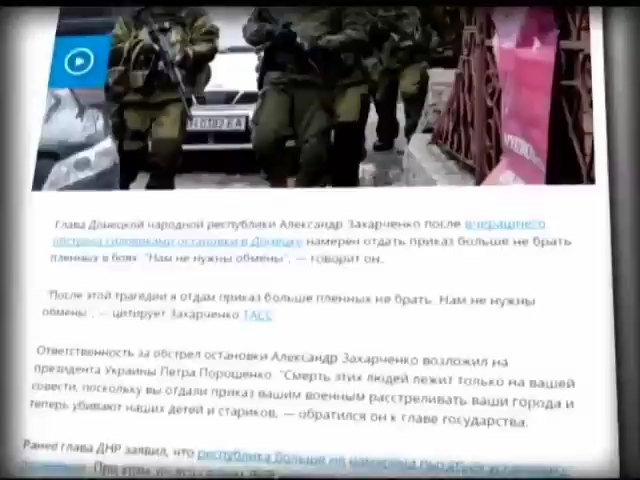 Глава Донецкой народной республики Александр Захарченко после вчерашнего
обстрела силовиками остановки в Донецке намерен отдать приказ больше не брать
пленных в боях. "Нам не нужны обмены", — говорит он.
"После этой трагедии я отдам приказ больше пленных не брать. Нам не нужны
обмены", — цитирует Захарченко ТАСС.
Ответственность за обстрел остановки Александр Захарченко возложил на
президента Украины Петра Порошенко. "Смерть этих людей лежит только на вашей
совести, поскольку вы отдали приказ вашим военным расстреливать ваши города и
теперь убивают наших детей и стариков, — обратился он к главе государства.
Ранее глава ДНР заявил, что республика больше не намерена